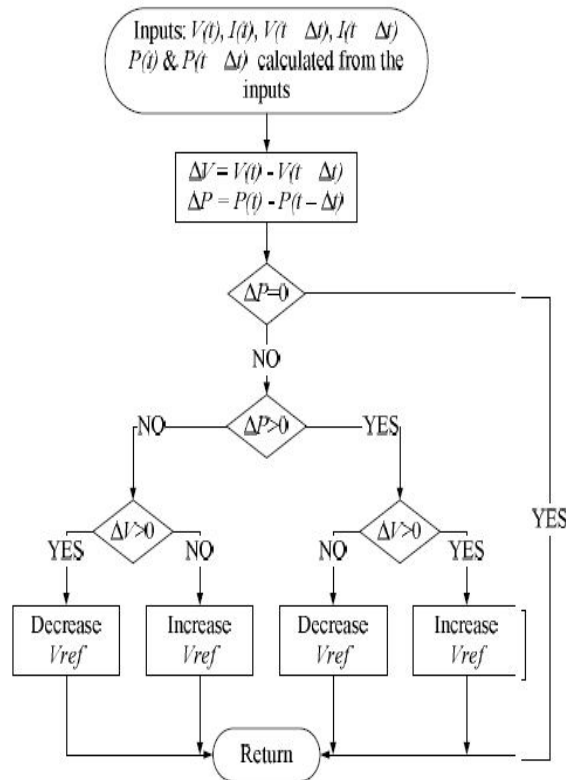 Inputs: V(t), I(t), V(t Δt), I(t Δt)
P(t) & P(t Δt) calculated from the
inputs
ΔV = V(t) - V(t Δt)
ΔP = P(t) - P(t – Δt)
ΔP=0
NO
NO
ΔP>0
YES
YES
ΔV>0
ΔV>0
YES
NO
NO
YES
Decrease
Vref
Increase
Vref
Decrease
Vref
Increase
Vref
Return